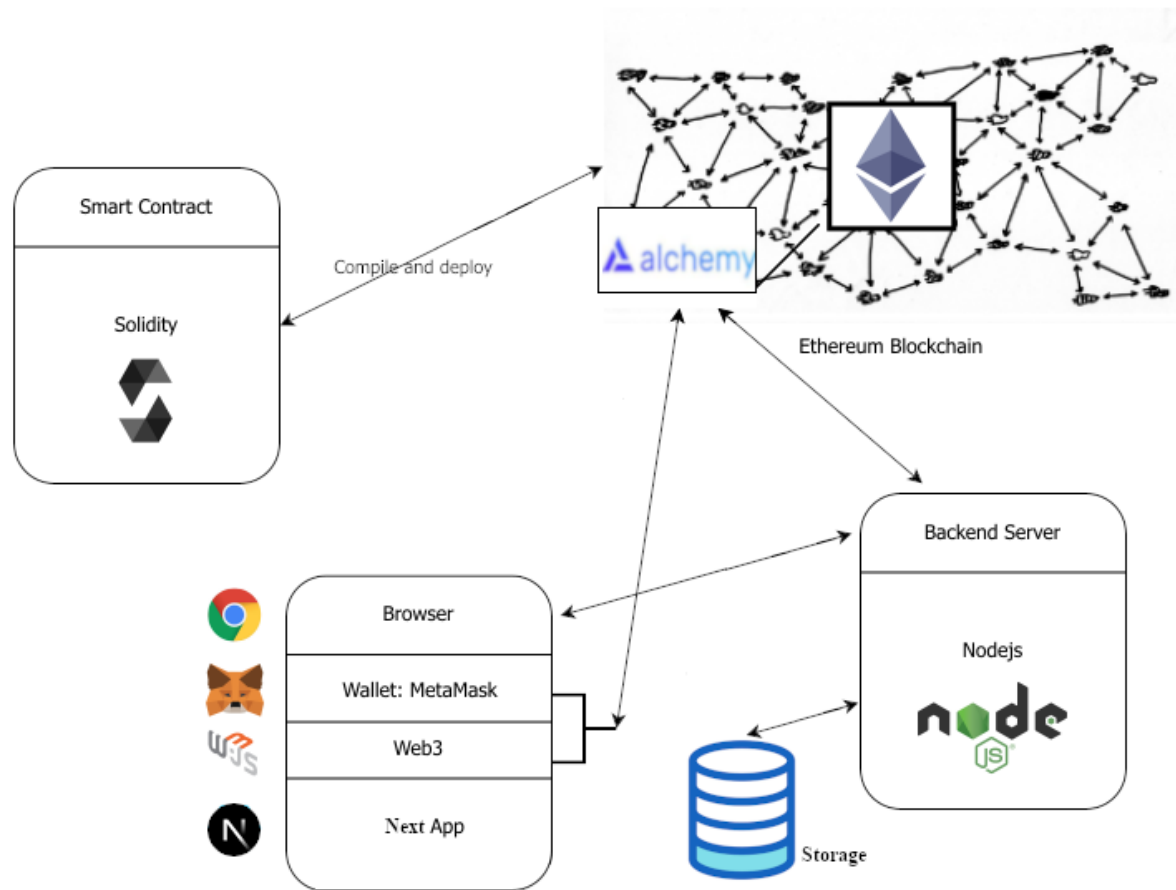 Smart Contract
Solidity
Compile and deploy
alchemy
Ethereum Blockchain
Backend Server
Nodejs
node
JS
Browser
Wallet: MetaMask
Web3
W3JS
Next App
N
Storage